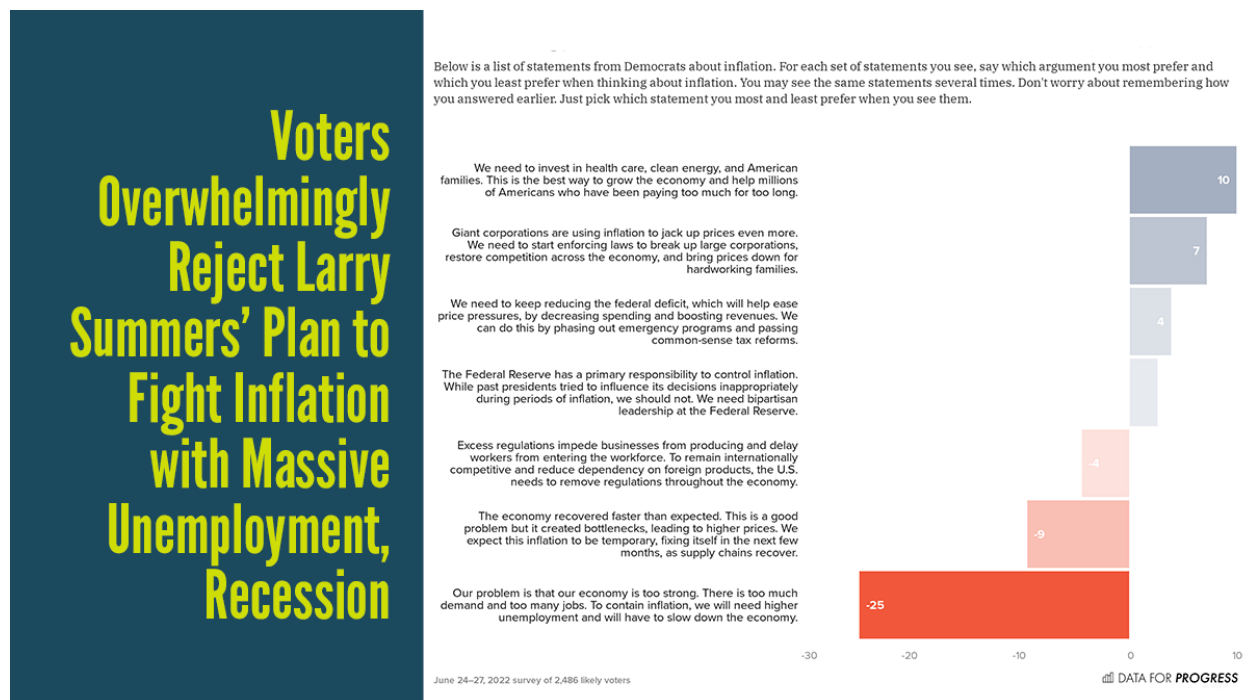 Voters
Overwhelmingly
Reject Larry
Summers’ Plan to
Fight Inflation
with Massive
Unemployment,
Recession
Below is a list of statements from Democrats about inflation. For each set of statements you see, say which argument you most prefer and
which you least prefer when thinking about inflation. You may see the same statements several times. Don't worry about remembering how
you answered earlier. Just pick which statement you most and least prefer when you see them.
We need to invest in health care, clean energy, and American
families. This is the best way to grow the economy and help millions
of Americans who have been paying too much for too long.
10
Giant corporations are using inflation to jack up prices even more.
We need to start enforcing laws to break up large corporations,
restore competition across the economy, and bring prices down for
hardworking families.
7
We need to keep reducing the federal deficit, which will help ease
price pressures, by decreasing spending and boosting revenues. We
can do this by phasing out emergency programs and passing
common-sense tax reforms.
4
The Federal Reserve has a primary responsibility to control inflation.
While past presidents tried to influence its decisions inappropriately
during periods of inflation, we should not. We need bipartisan
leadership at the Federal Reserve.
Excess regulations impede businesses from producing and delay
workers from entering the workforce. To remain internationally
competitive and reduce dependency on foreign products, the U.S.
needs to remove regulations throughout the economy.
-4
The economy recovered faster than expected. This is a good
problem but it created bottlenecks, leading to higher prices. We
expect this inflation to be temporary, fixing itself in the next few
months, as supply chains recover.
-9
Our problem is that our economy is too strong. There is too much
demand and too many jobs. To contain inflation, we will need higher
unemployment and will have to slow down the economy.
-25
-30 -20 -10 0 10
June 24–27, 2022 survey of 2,486 likely voters
DATA FOR PROGRESS